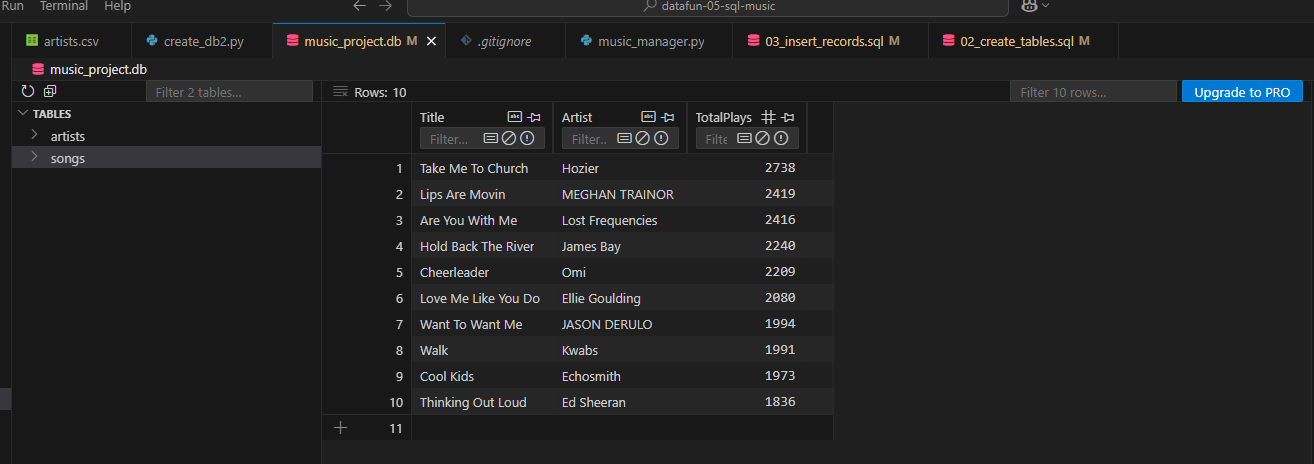 Run Terminal Help datafun-05-sql-music
artists.csv create_db2.py music_project.db M .gitignore music_manager.py 03_insert_records.sql M 02_create_tables.sql M
music_project.db
Filter 2 tables... Rows: 10 Filter 10 rows... Upgrade to PRO
TABLES
artists
songs
Title abc Artist abc TotalPlays
Filter... Filter.. Filte
1 Take Me To Church Hozier 2738
2 Lips Are Movin MEGHAN TRAINOR 2419
3 Are You With Me Lost Frequencies 2416
4 Hold Back The River James Bay 2240
5 Cheerleader Omi 2209
6 Love Me Like You Do Ellie Goulding 2080
7 Want To Want Me JASON DERULO 1994
8 Walk Kwabs 1991
9 Cool Kids Echosmith 1973
10 Thinking Out Loud Ed Sheeran 1836
11